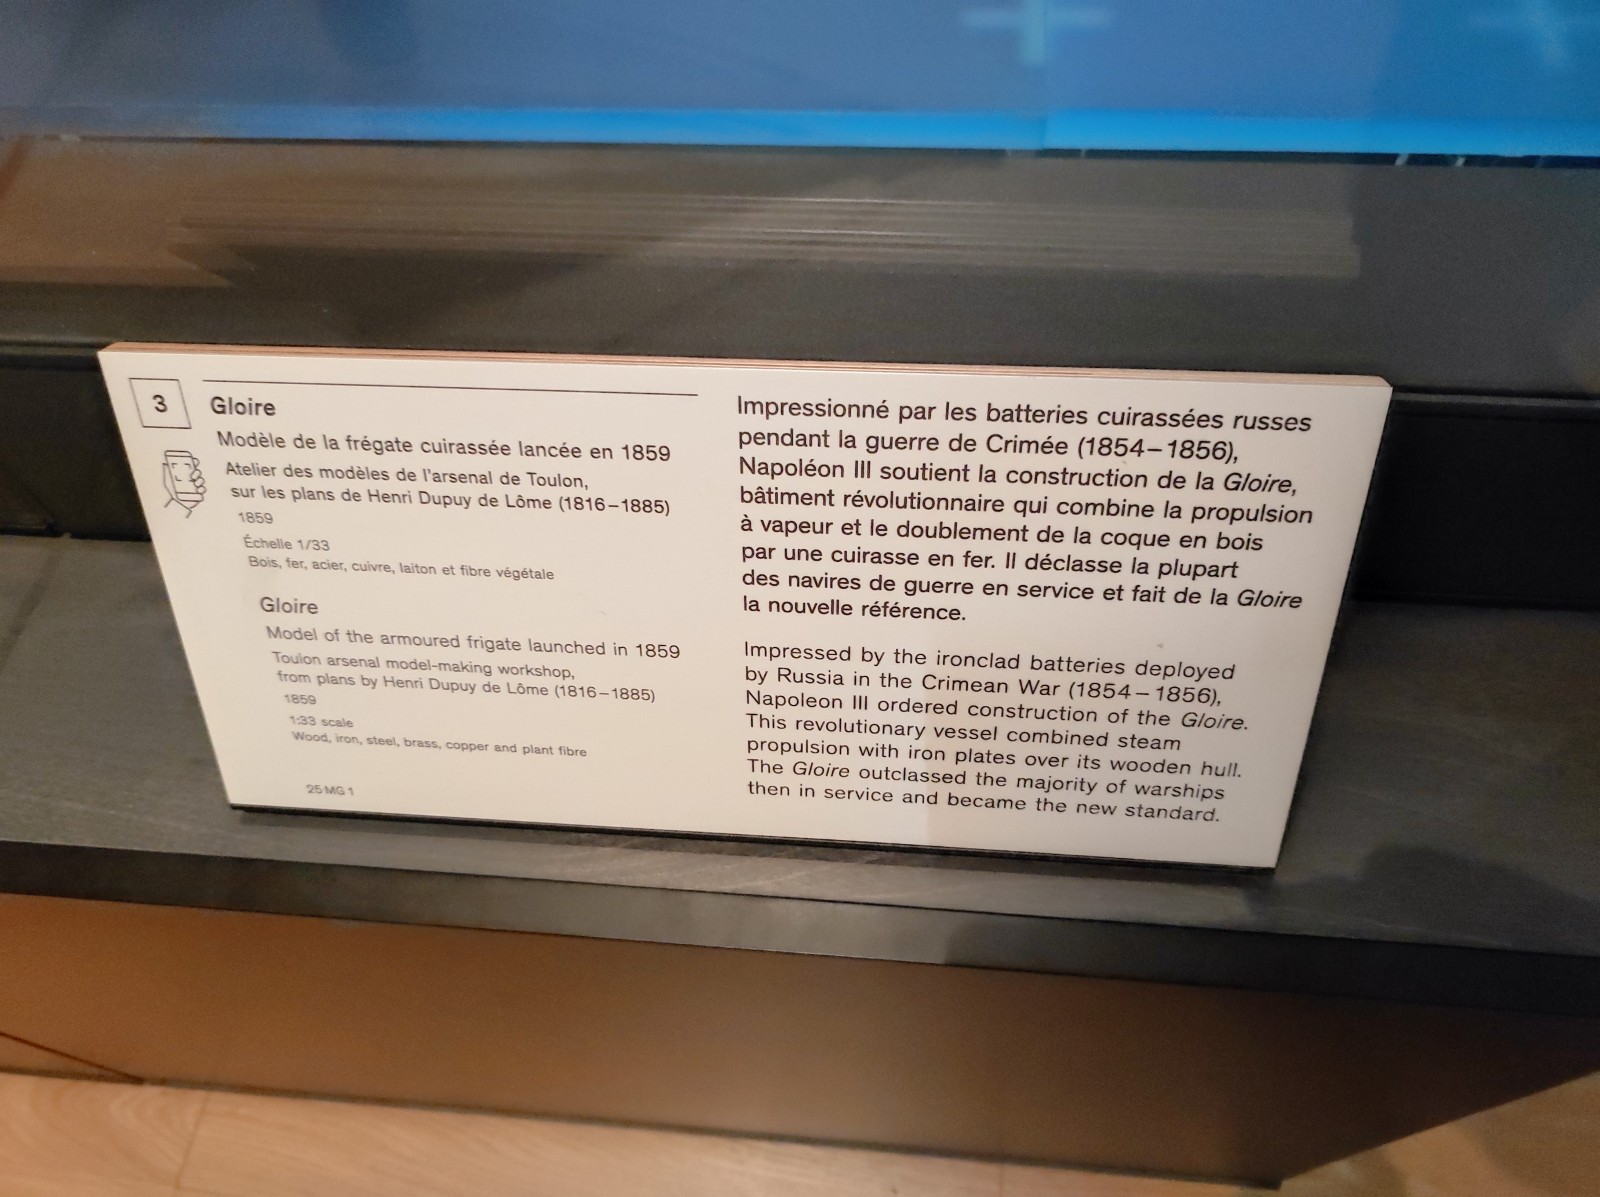 3
Gloire
Modèle de la frégate cuirassée lancée en 1859
Atelier des modèles de l'arsenal de Toulon,
sur les plans de Henri Dupuy de Lôme (1816–1885)
1859
Échelle 1/33
Bois, fer, acier, cuivre, laiton et fibre végétale
Gloire
Model of the armoured frigate launched in 1859
Toulon arsenal model-making workshop,
from plans by Henri Dupuy de Lôme (1816–1885)
1859
1:33 scale
Wood, iron, steel, brass, copper and plant fibre
25 MG 1
Impressionné par les batteries cuirassées russes
pendant la guerre de Crimée (1854–1856),
Napoléon III soutient la construction de la Gloire,
bâtiment révolutionnaire qui combine la propulsion
à vapeur et le doublement de la coque en bois
par une cuirasse en fer. Il déclasse la plupart
des navires de guerre en service et fait de la Gloire
la nouvelle référence.
Impressed by the ironclad batteries deployed
by Russia in the Crimean War (1854–1856),
Napoleon III ordered construction of the Gloire.
This revolutionary vessel combined steam
propulsion with iron plates over its wooden hull.
The Gloire outclassed the majority of warships
then in service and became the new standard.